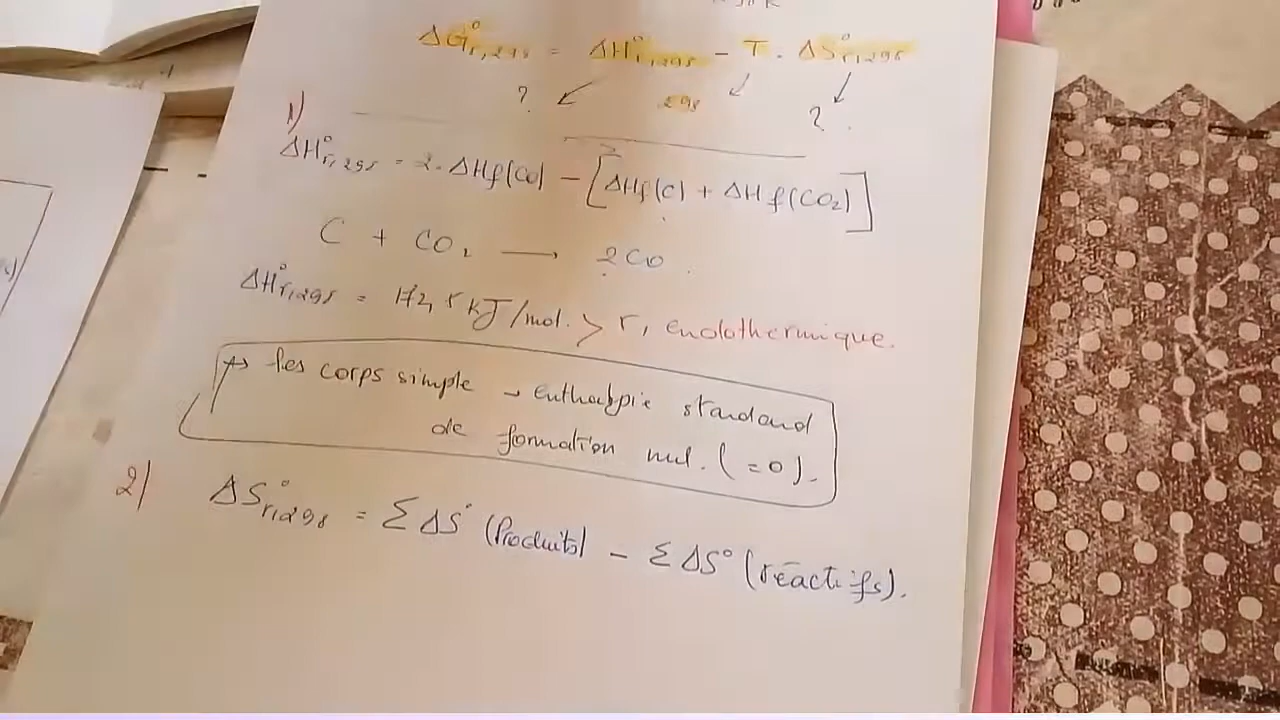 ΔG°r,298 = ΔH°r,298 - T . ΔS°r,298
? 298 ?
1)
ΔH°r,298 = 2. ΔHf(CO) - [ΔHf(C) + ΔHf(CO2)]
C + CO2 → 2CO.
ΔH°r,298 = 172,5 kJ/mol. > r, endothermique.
↦ les corps simple → enthalpie standard
de formation nul. (=0).
2) ΔS°r,298 = Σ ΔS° (Produits) - Σ ΔS° (réactifs).